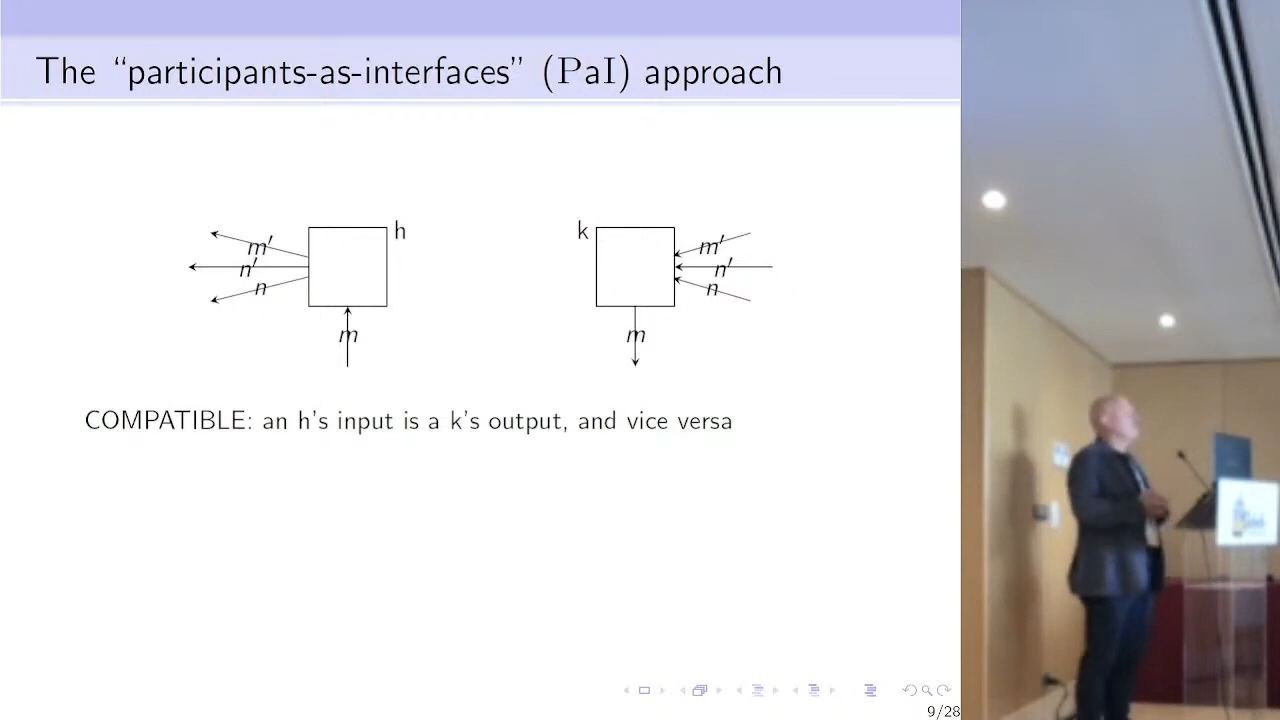 The “participants-as-interfaces” (PaI) approach
h
k
m′
n′
n
m
m′
n′
n
m
COMPATIBLE: an h’s input is a k’s output, and vice versa
9/28